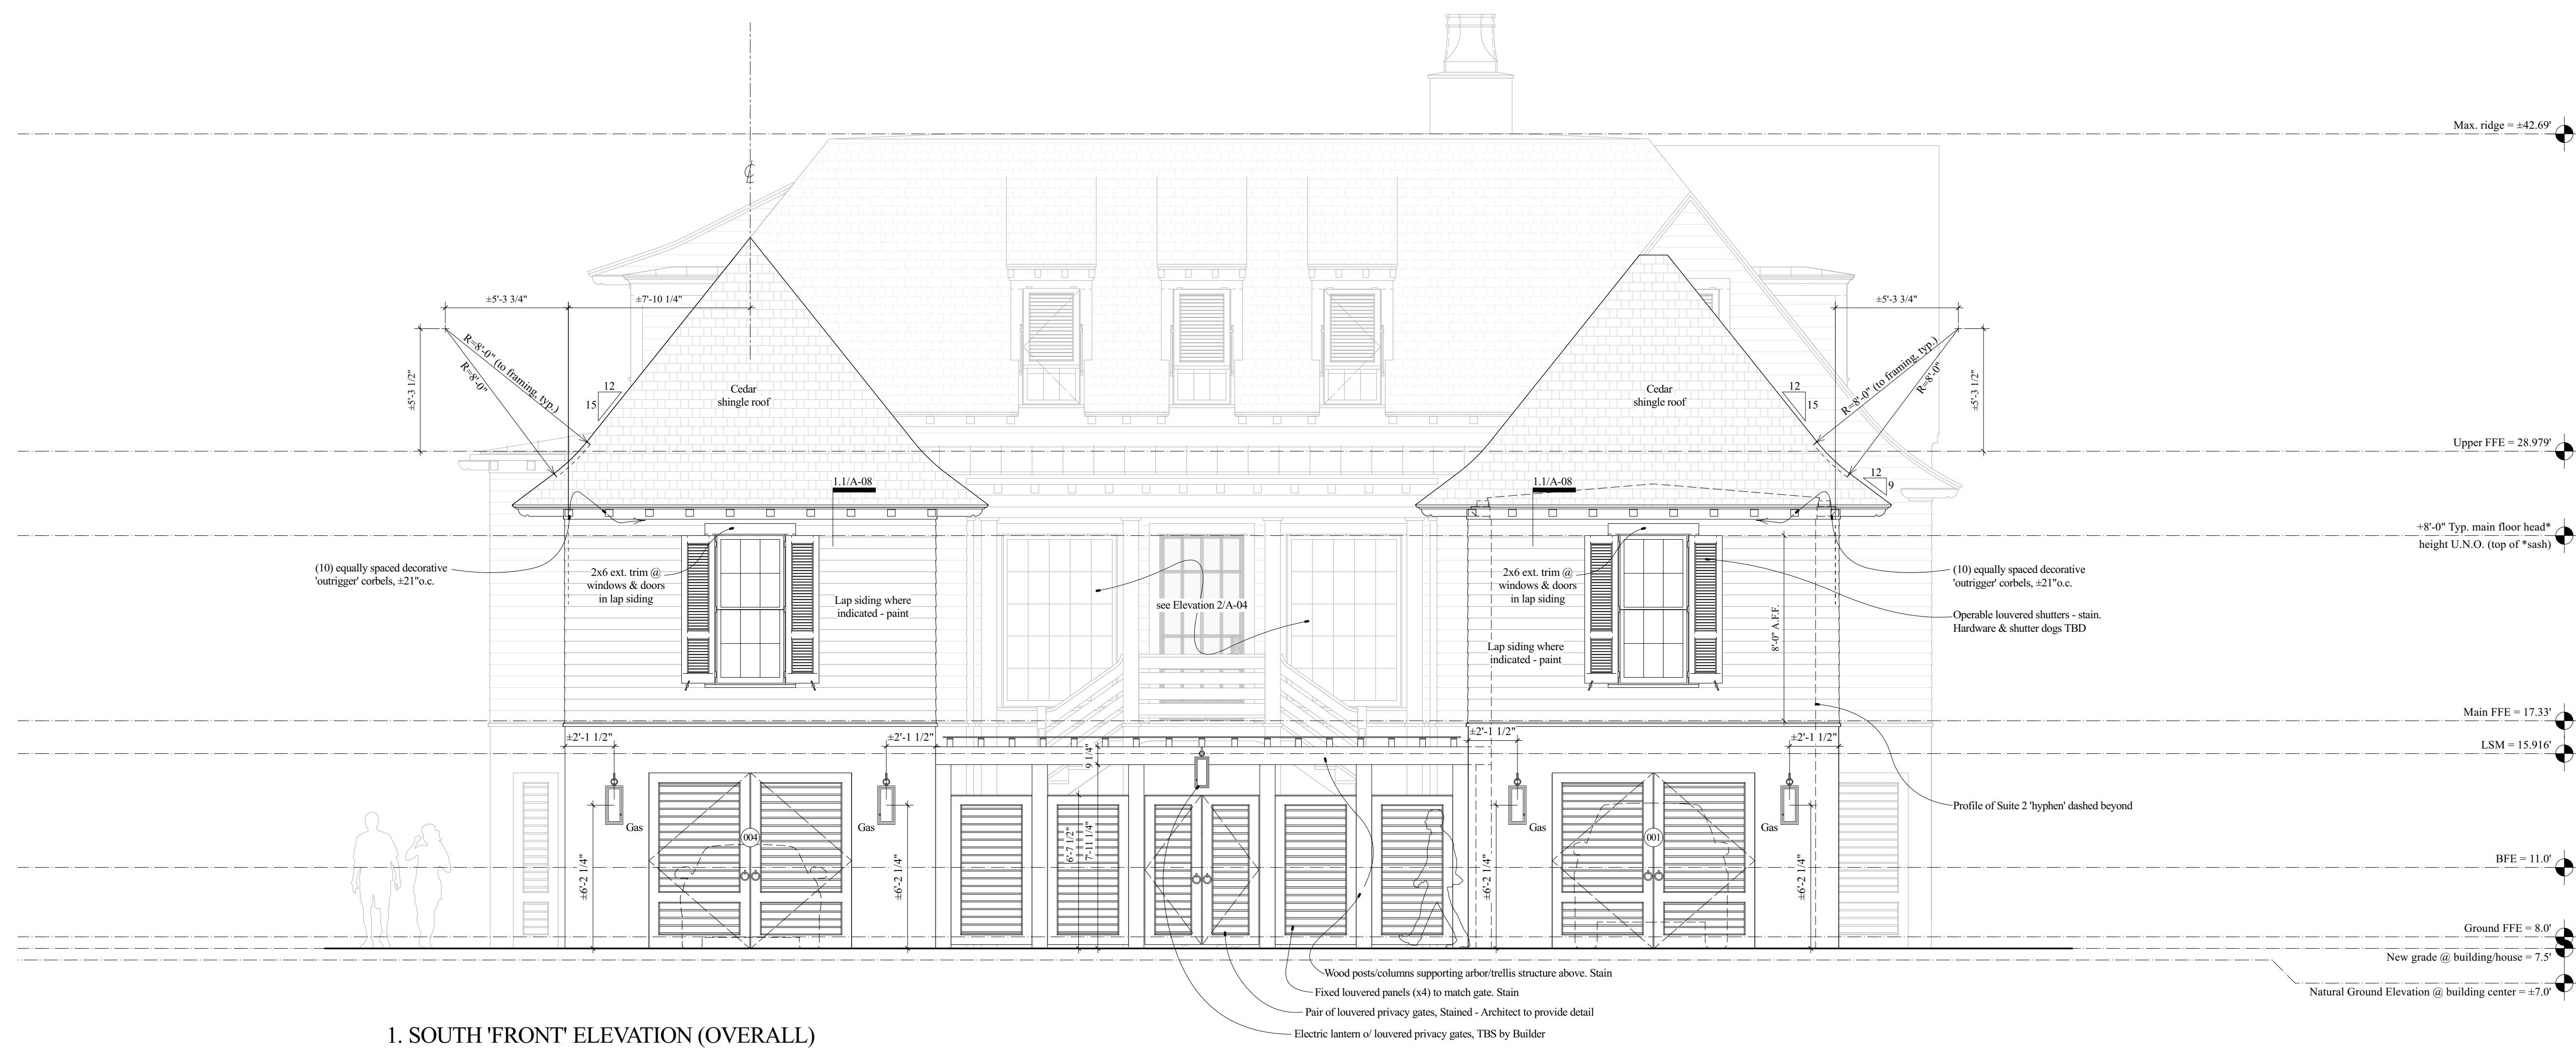 Max. ridge = ±42.69'
℄
±5'-3 3/4"
±7'-10 1/4"
±5'-3 3/4"
R=8'-0" (to framing, typ.)
R=8'-0"
±5'-3 1/2"
12
15
Cedar
shingle roof
Cedar
shingle roof
12
15
R=8'-0" (to framing, typ.)
R=8'-0"
±5'-3 1/2"
Upper FFE = 28.979'
12
9
1.1/A-08
1.1/A-08
+8'-0" Typ. main floor head*
height U.N.O. (top of *sash)
(10) equally spaced decorative
'outrigger' corbels, ±21"o.c.
2x6 ext. trim @
windows & doors
in lap siding
Lap siding where
indicated - paint
see Elevation 2/A-04
2x6 ext. trim @
windows & doors
in lap siding
Lap siding where
indicated - paint
8'-0" A.F.F.
(10) equally spaced decorative
'outrigger' corbels, ±21"o.c.
Operable louvered shutters - stain.
Hardware & shutter dogs TBD
Main FFE = 17.33'
±2'-1 1/2"
±2'-1 1/2"
±2'-1 1/2"
±2'-1 1/2"
LSM = 15.916'
9 1/4"
Profile of Suite 2 'hyphen' dashed beyond
Gas
Gas
Gas
Gas
004
001
6'-7 1/2"
7'-11 1/4"
±6'-2 1/4"
±6'-2 1/4"
±6'-2 1/4"
±6'-2 1/4"
BFE = 11.0'
Ground FFE = 8.0'
New grade @ building/house = 7.5'
Natural Ground Elevation @ building center = ±7.0'
Wood posts/columns supporting arbor/trellis structure above. Stain
Fixed louvered panels (x4) to match gate. Stain
Pair of louvered privacy gates, Stained - Architect to provide detail
Electric lantern o/ louvered privacy gates, TBS by Builder
1. SOUTH 'FRONT' ELEVATION (OVERALL)